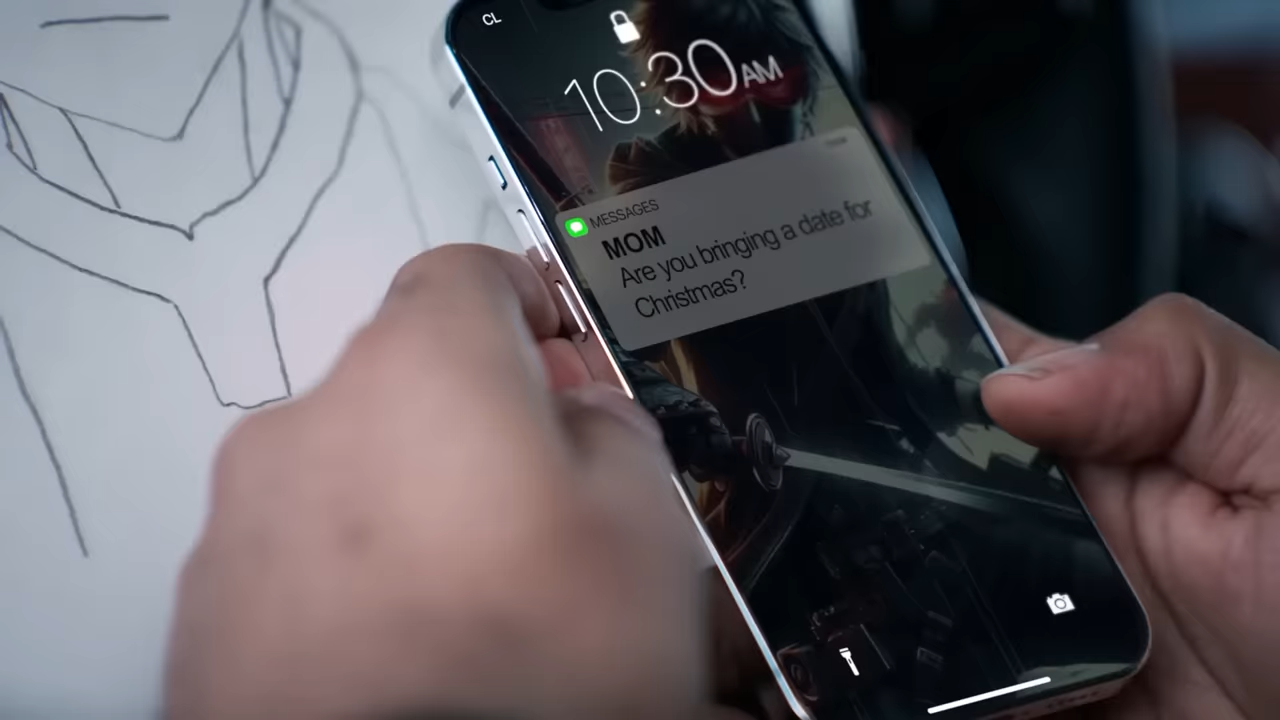 CL
10:30AM
MESSAGES
MOM
Are you bringing a date for
Christmas?